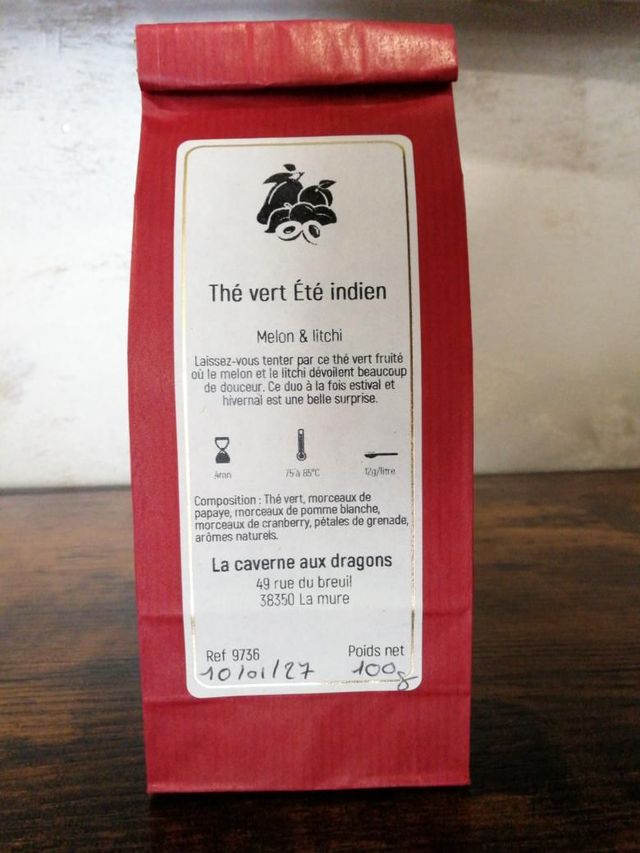 Thé vert Été indien
Melon & litchi
Laissez-vous tenter par ce thé vert fruité
où le melon et le litchi dévoilent beaucoup
de douceur. Ce duo à la fois estival et
hivernal est une belle surprise.
75 à 85°C 12g/litre
Composition : Thé vert, morceaux de
papaye, morceaux de pomme blanche,
morceaux de cranberry, pétales de grenade,
arômes naturels.
La caverne aux dragons
49 rue du breuil
38350 La mure
Ref 9736 Poids net
10/01/27 100g